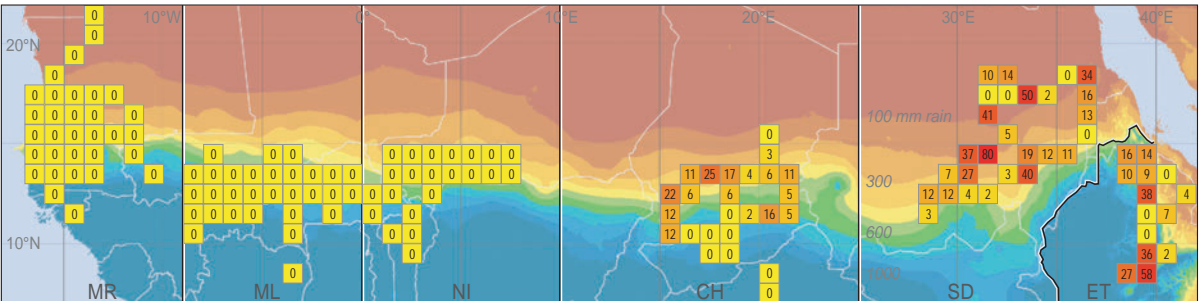 0 10°W 0 10°E 20°E 30°E 40°E
0
20°N 0
0 10 14 0 34
0 0 0 0 0 0 0 50 2 16
0 0 0 0 0 100 mm rain 41 13
0 0 0 0 0 0 0 5 0
0 0 0 0 0 0 0 0 0 0 0 0 0 0 0 3 37 80 19 12 11 16 14
0 0 0 0 0 0 0 0 0 0 0 0 0 0 0 0 0 0 0 0 0 11 25 17 4 6 11 7 27 3 40 10 9 0
300
0 0 0 0 0 0 0 0 0 0 0 0 0 22 6 6 5 12 12 4 2 38 4
0 0 0 0 0 0 0 0 0 12 0 2 16 5 3 0 7
600
10°N 0 0 0 0 12 0 0 0 0
0 0 0 36 2
0 0 1000 27 58
MR ML NI CH 0 SD ET